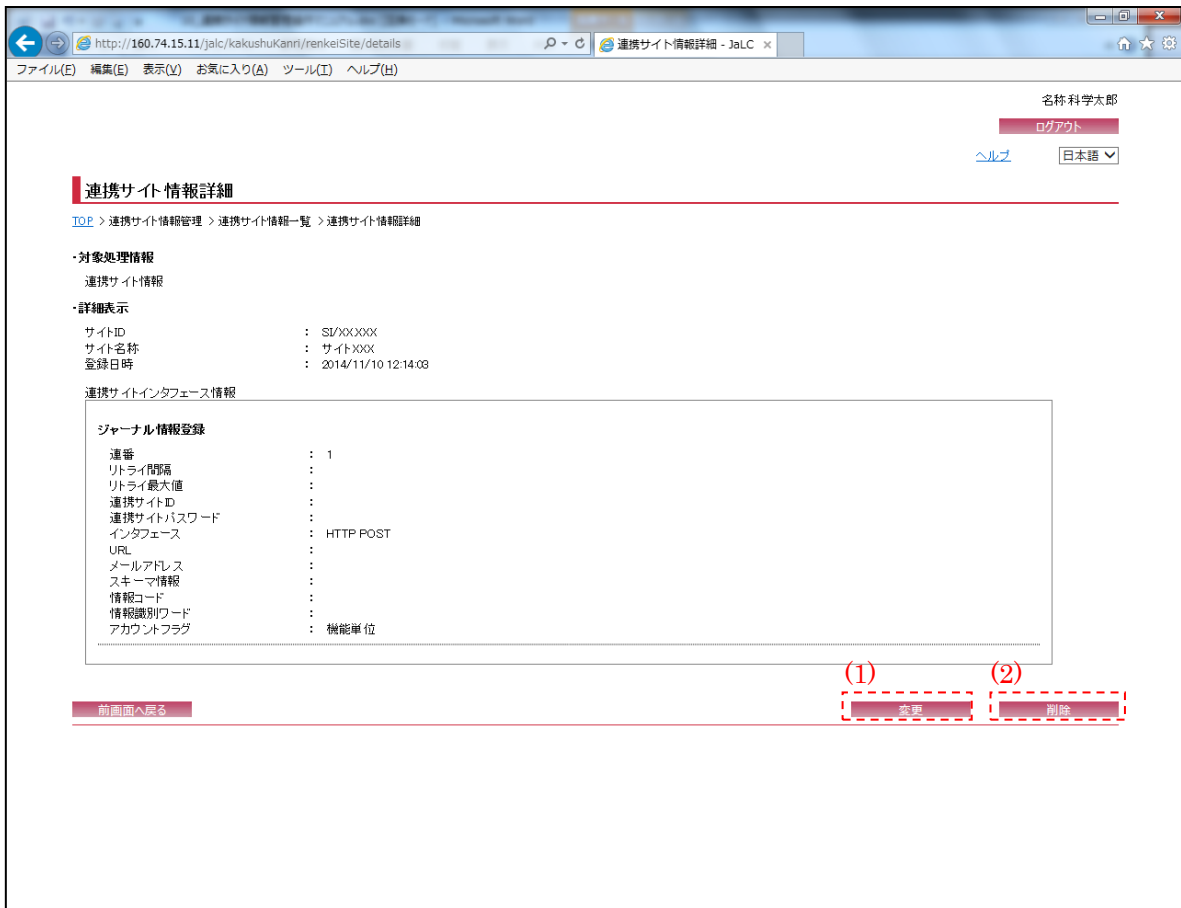 http://160.74.15.11/jalc/kakushuKanri/renkeiSite/details
連携サイト情報詳細 - JaLC ×
ファイル(F) 編集(E) 表示(V) お気に入り(A) ツール(T) ヘルプ(H)
名称 科学太郎
ログアウト
ヘルプ 日本語
連携サイト情報詳細
TOP > 連携サイト情報管理 > 連携サイト情報一覧 > 連携サイト情報詳細
・対象処理情報
連携サイト情報
・詳細表示
サイトID : SI/XXXXX
サイト名称 : サイトXXX
登録日時 : 2014/11/10 12:14:03
連携サイトインタフェース情報
ジャーナル情報登録
連番 : 1
リトライ間隔 :
リトライ最大値 :
連携サイトID :
連携サイトパスワード :
インタフェース : HTTP POST
URL :
メールアドレス :
スキーマ情報 :
情報コード :
情報識別ワード :
アカウントフラグ : 機能単位
(1) (2)
前画面へ戻る 変更 削除